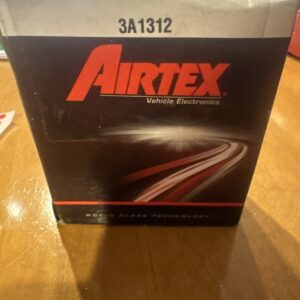 3A1312
AIRTEX®
Vehicle Electronics
WORLD CLASS TECHNOLOGY